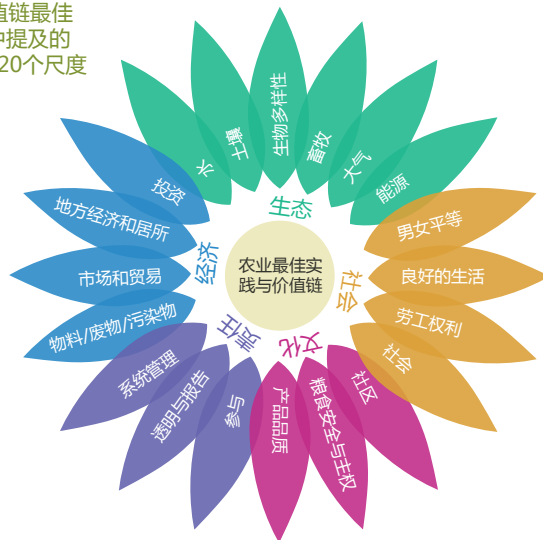 值链最佳
中提及的
20个尺度
水
土壤
生物多样性
畜牧
大气
能源
男女平等
良好的生活
劳工权利
社会
社区
粮食安全与主权
产品品质
参与
透明与报告
系统管理
物料/废物/污染物
市场和贸易
地方经济和居所
投资
生态
社会
文化
责任
经济
农业最佳实
践与价值链